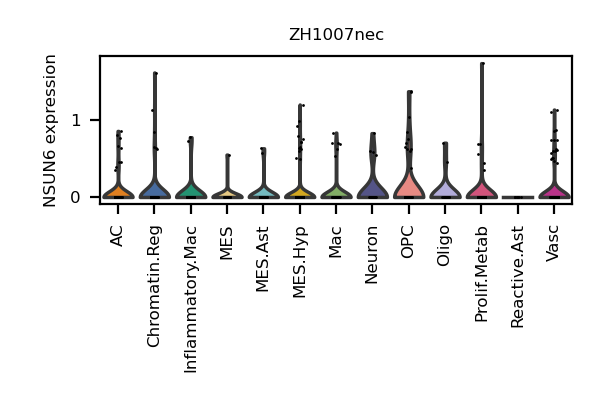 ZH1007nec
NSUN6 expression
1
0
AC
Chromatin.Reg
Inflammatory.Mac
MES
MES.Ast
MES.Hyp
Mac
Neuron
OPC
Oligo
Prolif.Metab
Reactive.Ast
Vasc